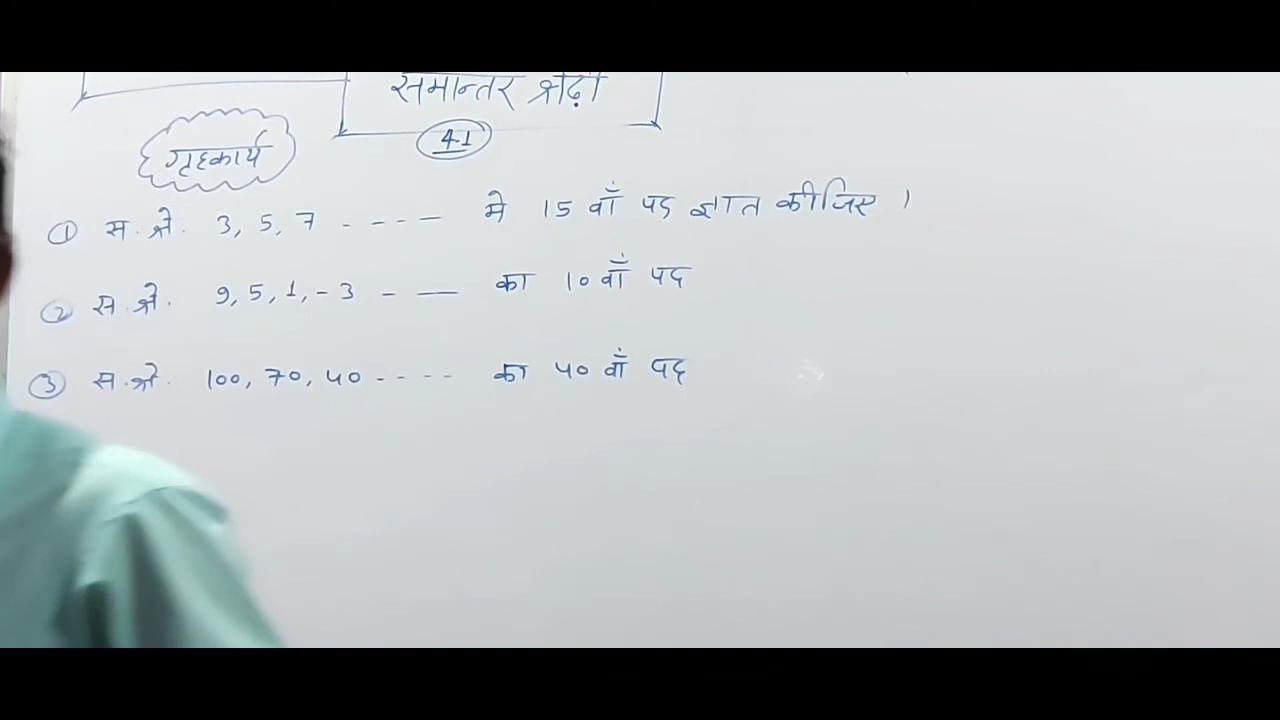 समान्तर श्रेढ़ी
4.1
गृहकार्य
① स. श्रे. 3, 5, 7 - - - — मे 15 वाँ पद ज्ञात कीजिए ।
② स. श्रे. 9, 5, 1, -3 - — का 10 वाँ पद
③ स.श्रे. 100, 70, 40 - - - - का 40 वाँ पद